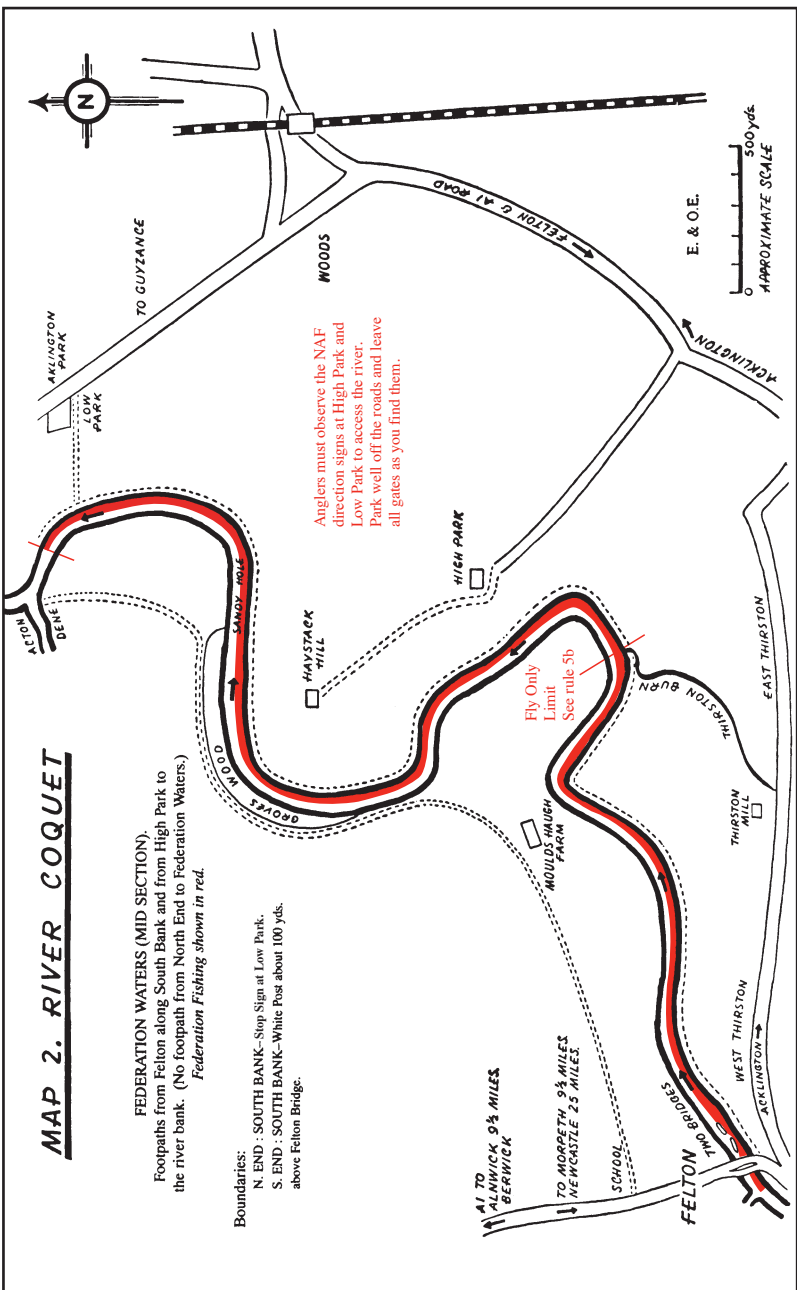 MAP 2. RIVER COQUET
FEDERATION WATERS (MID SECTION).
Footpaths from Felton along South Bank and from High Park to
the river bank. (No footpath from North End to Federation Waters.)
Federation Fishing shown in red.
Boundaries:
N. END : SOUTH BANK–Stop Sign at Low Park.
S. END : SOUTH BANK–White Post about 100 yds.
above Felton Bridge.
A1 TO
ALNWICK 9½ MILES.
BERWICK
TO MORPETH 9¾ MILES
NEWCASTLE 25 MILES.
SCHOOL
FELTON
TWO BRIDGES
WEST THIRSTON
ACKLINGTON
THIRSTON
MILL
EAST THIRSTON
THIRSTON BURN
MOULDS HAUGH
FARM
Fly Only
Limit
See rule 5b
GROVES WOOD
SANDY HOLE
HAYSTACK
HILL
HIGH PARK
ACTON
DENE
Anglers must observe the NAF
direction signs at High Park and
Low Park to access the river.
Park well off the roads and leave
all gates as you find them.
LOW
PARK
AKLINGTON
PARK
TO GUYZANCE
WOODS
FELTON & A1 ROAD
ACKLINGTON
N
E. & O.E.
0
500 yds.
APPROXIMATE SCALE